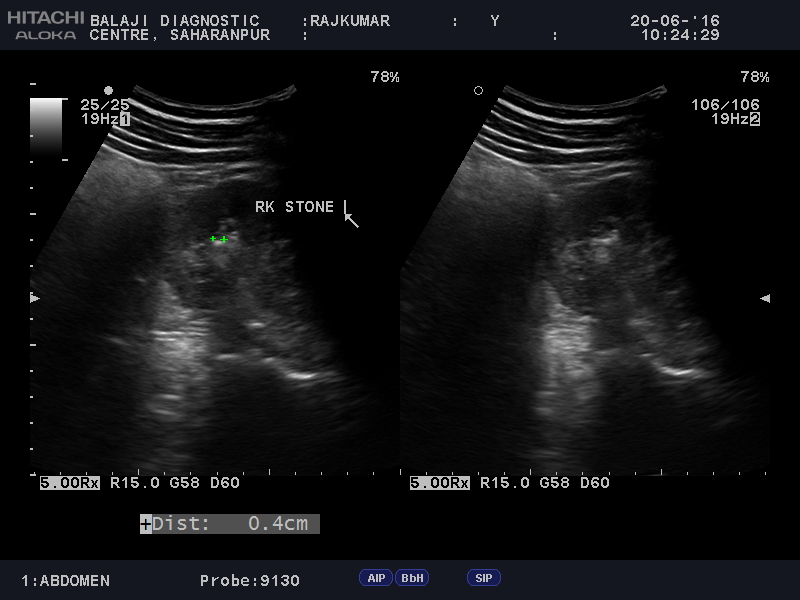 HITACHI
ALOKA
BALAJI DIAGNOSTIC :RAJKUMAR : Y 20-06-'16
CENTRE, SAHARANPUR : : 10:24:29
78% 78%
25/25 106/106
19Hz1 19Hz2
RK STONE
5.00Rx R15.0 G58 D60 5.00Rx R15.0 G58 D60
+Dist: 0.4cm
1:ABDOMEN Probe:9130 AIP BbH SIP